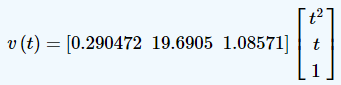 v (t) = [0.290472 19.6905 1.08571] [t² t 1]